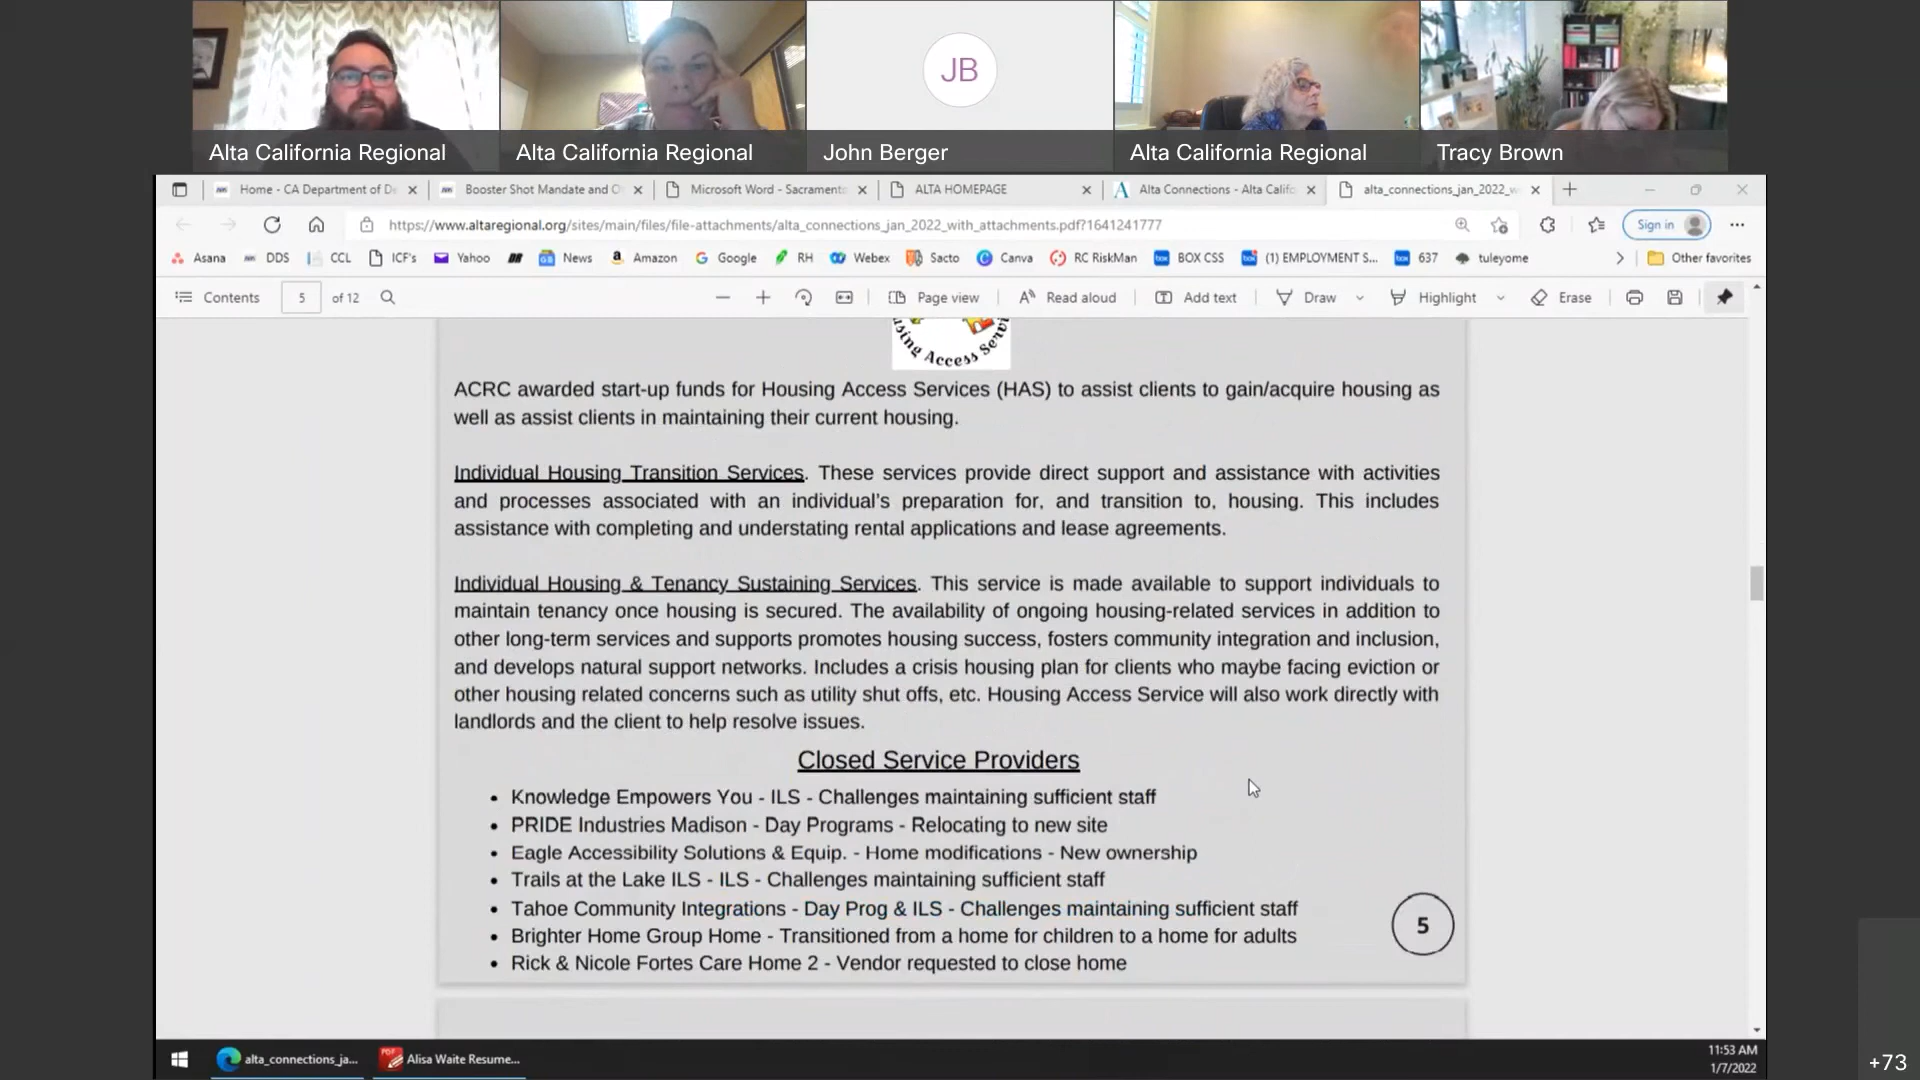 JB
Alta California Regional
Alta California Regional
John Berger
Alta California Regional
Tracy Brown
Home - CA Department of De
Booster Shot Mandate and O
Microsoft Word - Sacramento
ALTA HOMEPAGE
Alta Connections - Alta Califo
alta_connections_jan_2022_w
https://www.altaregional.org/sites/main/files/file-attachments/alta_connections_jan_2022_with_attachments.pdf?1641241777
Sign in
Asana
DDS
CCL
ICF's
Yahoo
News
Amazon
Google
RH
Webex
Sacto
Canva
RC RiskMan
BOX CSS
(1) EMPLOYMENT S...
637
tuleyome
Other favorites
Contents
5
of 12
Page view
Read aloud
Add text
Draw
Highlight
Erase
using Access Servi
ACRC awarded start-up funds for Housing Access Services (HAS) to assist clients to gain/acquire housing as
well as assist clients in maintaining their current housing.
Individual Housing Transition Services. These services provide direct support and assistance with activities
and processes associated with an individual's preparation for, and transition to, housing. This includes
assistance with completing and understating rental applications and lease agreements.
Individual Housing & Tenancy Sustaining Services. This service is made available to support individuals to
maintain tenancy once housing is secured. The availability of ongoing housing-related services in addition to
other long-term services and supports promotes housing success, fosters community integration and inclusion,
and develops natural support networks. Includes a crisis housing plan for clients who maybe facing eviction or
other housing related concerns such as utility shut offs, etc. Housing Access Service will also work directly with
landlords and the client to help resolve issues.
Closed Service Providers
• Knowledge Empowers You - ILS - Challenges maintaining sufficient staff
• PRIDE Industries Madison - Day Programs - Relocating to new site
• Eagle Accessibility Solutions & Equip. - Home modifications - New ownership
• Trails at the Lake ILS - ILS - Challenges maintaining sufficient staff
• Tahoe Community Integrations - Day Prog & ILS - Challenges maintaining sufficient staff
• Brighter Home Group Home - Transitioned from a home for children to a home for adults
• Rick & Nicole Fortes Care Home 2 - Vendor requested to close home
5
alta_connections_ja...
Alisa Waite Resume...
11:53 AM
1/7/2022
+73